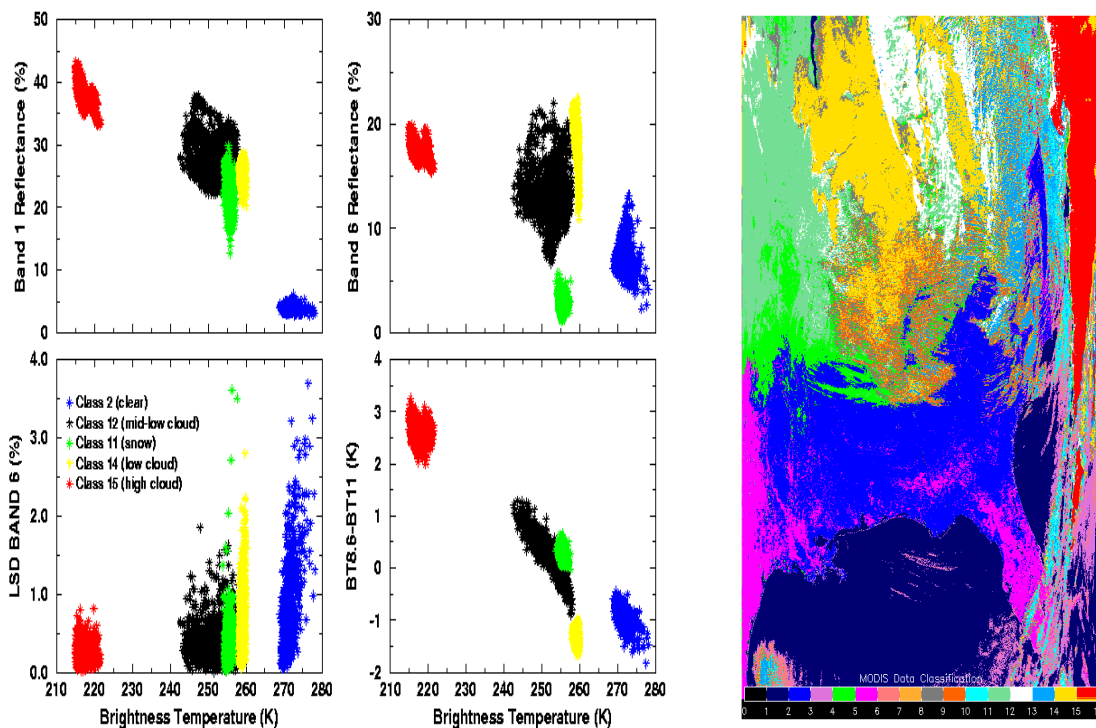 50
40
30
20
10
0
Band 1 Reflectance (%)
30
20
10
0
Band 6 Reflectance (%)
4.0
3.0
2.0
1.0
0.0
LSD BAND 6 (%)
Class 2 (clear)
Class 12 (mid-low cloud)
Class 11 (snow)
Class 14 (low cloud)
Class 15 (high cloud)
210 220 230 240 250 260 270 280
Brightness Temperature (K)
4
3
2
1
0
-1
-2
BT8.6-BT11 (K)
210 220 230 240 250 260 270 280
Brightness Temperature (K)
MODIS Data Classification
0 1 2 3 4 5 6 7 8 9 10 11 12 13 14 15